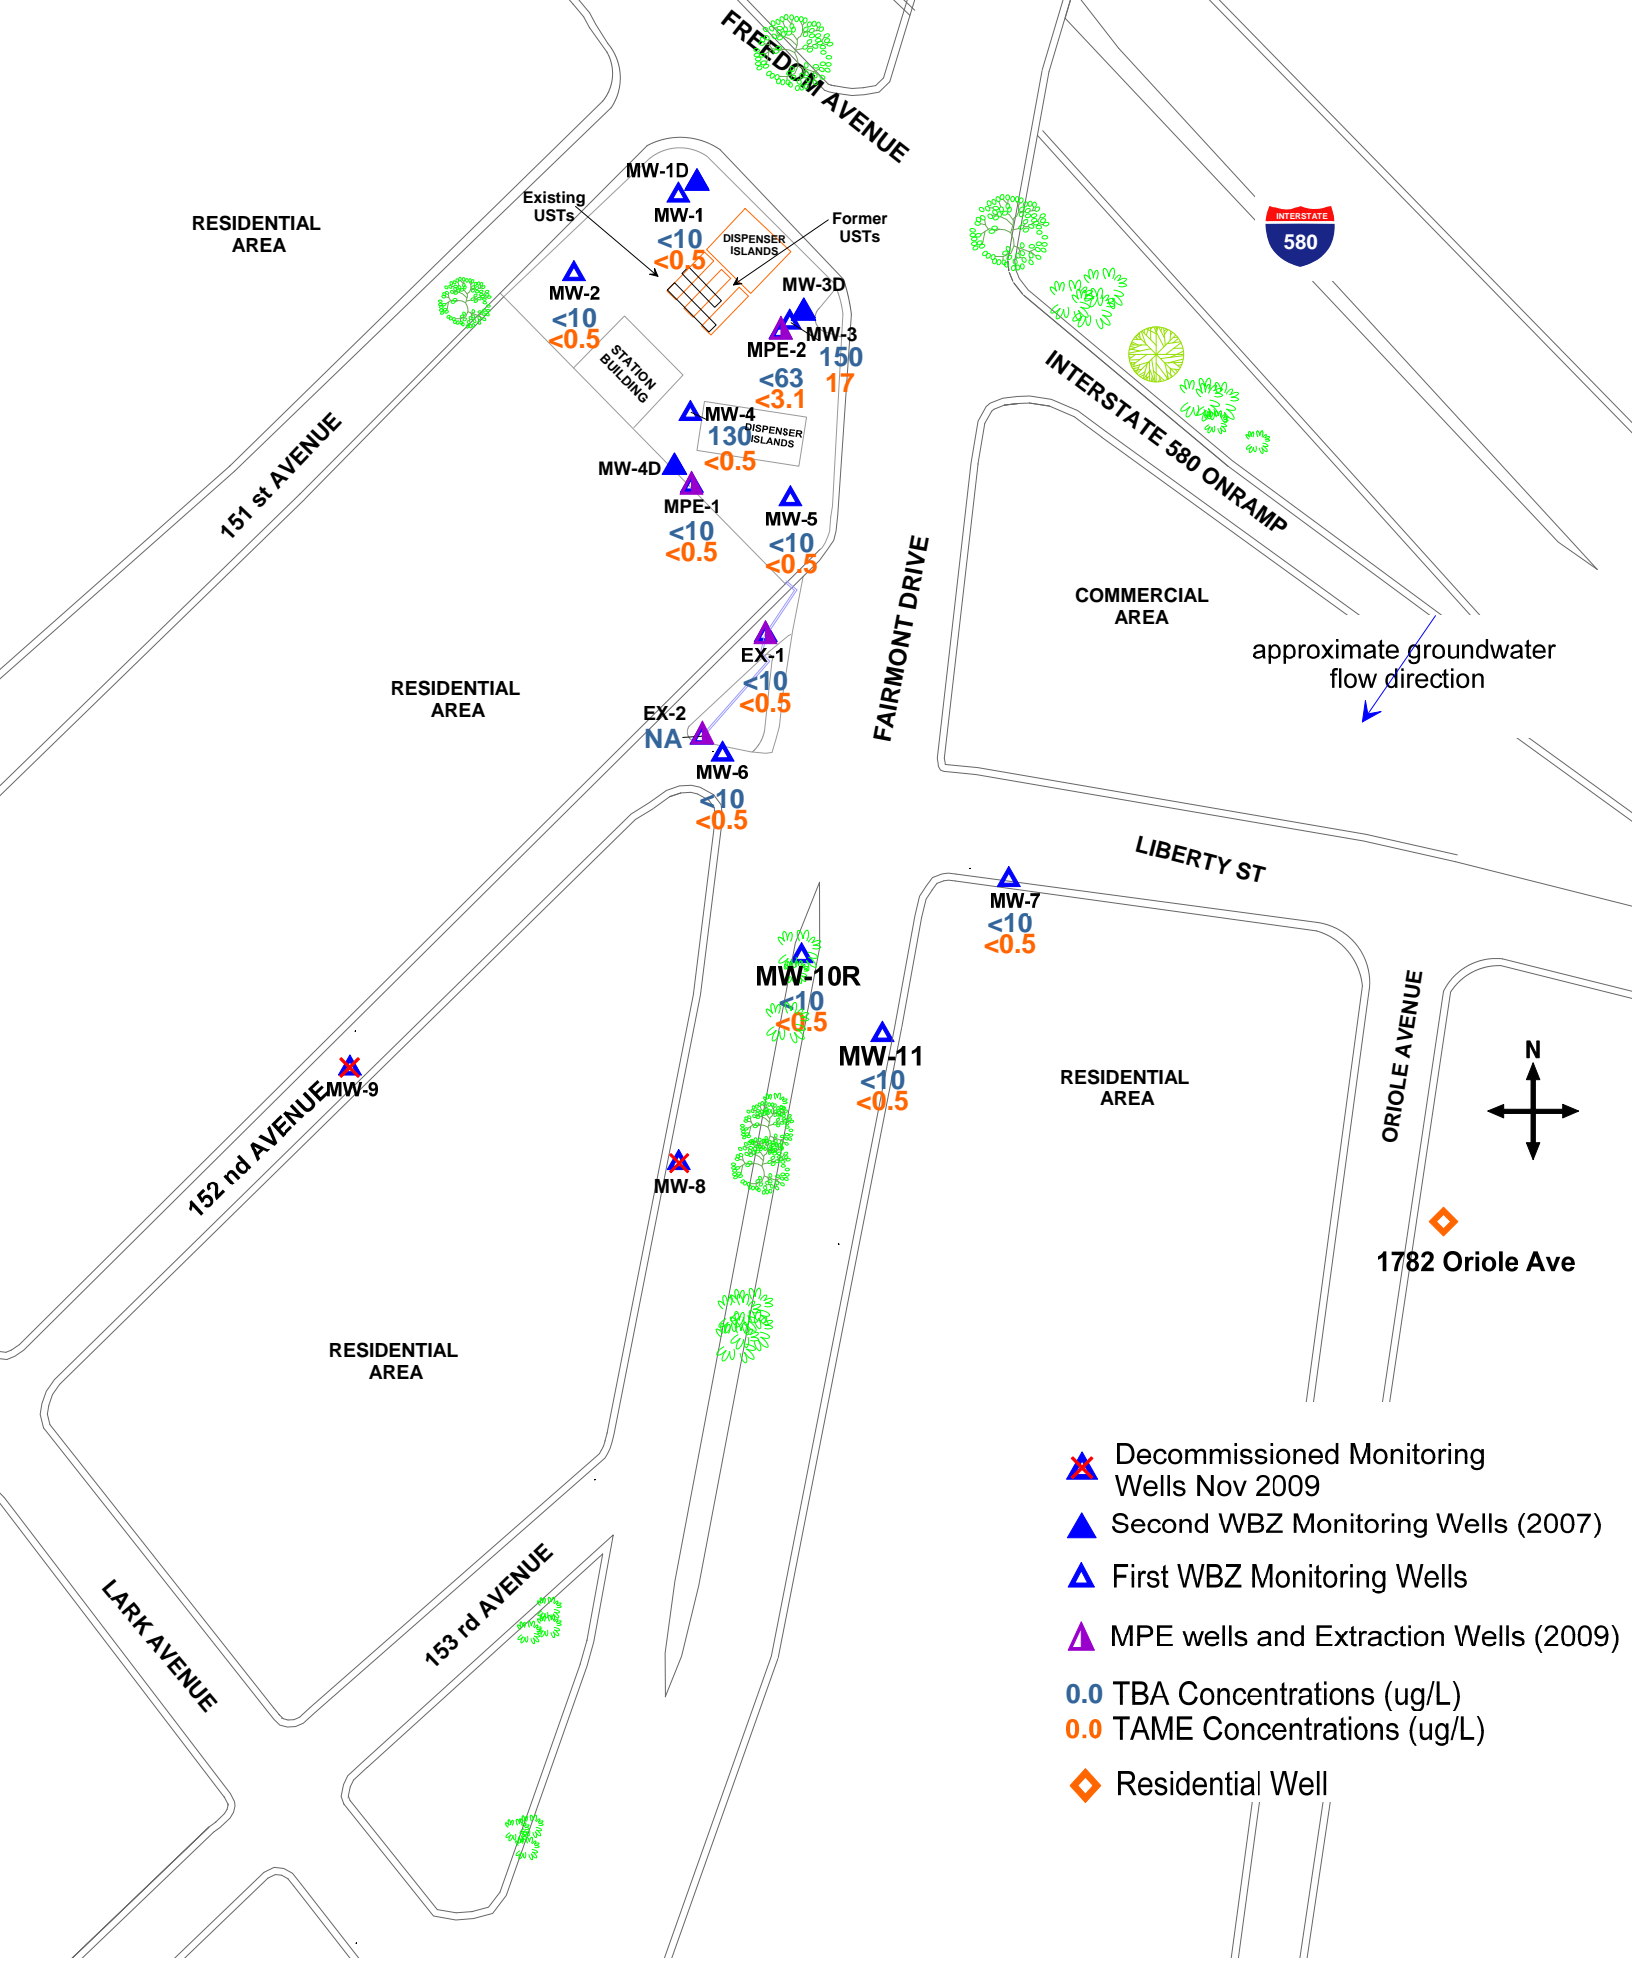 FREEDOM AVENUE
MW-1D
Existing
USTs
MW-1
<10
<0.5
Former
USTs
DISPENSER
ISLANDS
RESIDENTIAL
AREA
INTERSTATE
580
MW-2
<10
<0.5
MW-3D
MW-3
150
17
MPE-2
<63
<3.1
STATION
BUILDING
MW-4
130
<0.5
DISPENSER
ISLANDS
MW-4D
MPE-1
<10
<0.5
MW-5
<10
<0.5
151 st AVENUE
INTERSTATE 580 ONRAMP
FAIRMONT DRIVE
COMMERCIAL
AREA
approximate groundwater
flow direction
EX-1
<10
<0.5
RESIDENTIAL
AREA
EX-2
NA
MW-6
<10
<0.5
LIBERTY ST
MW-7
<10
<0.5
MW-10R
<10
<0.5
MW-11
<10
<0.5
ORIOLE AVENUE
N
RESIDENTIAL
AREA
MW-9
152 nd AVENUE
MW-8
1782 Oriole Ave
RESIDENTIAL
AREA
LARK AVENUE
153 rd AVENUE
Decommissioned Monitoring
Wells Nov 2009
Second WBZ Monitoring Wells (2007)
First WBZ Monitoring Wells
MPE wells and Extraction Wells (2009)
0.0 TBA Concentrations (ug/L)
0.0 TAME Concentrations (ug/L)
Residential Well